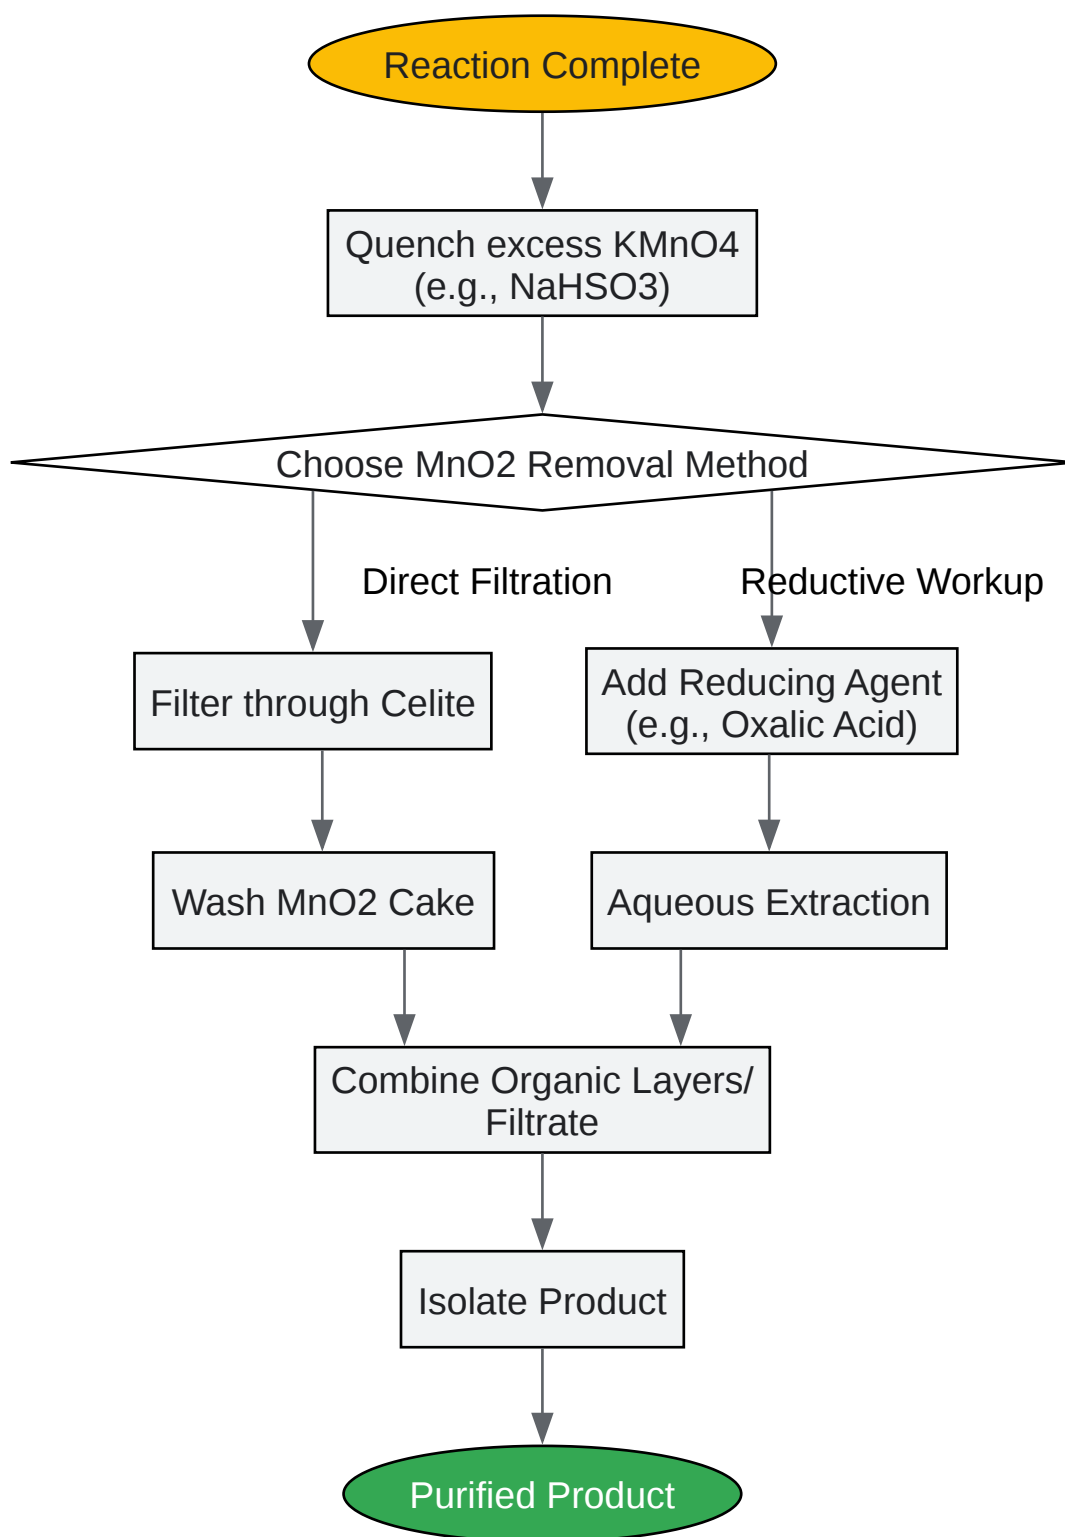 Reaction Complete
Quench excess KMnO4
(e.g., NaHSO3)
Choose MnO2 Removal Method
Direct Filtration
Reductive Workup
Filter through Celite
Add Reducing Agent
(e.g., Oxalic Acid)
Wash MnO2 Cake
Aqueous Extraction
Combine Organic Layers/
Filtrate
Isolate Product
Purified Product